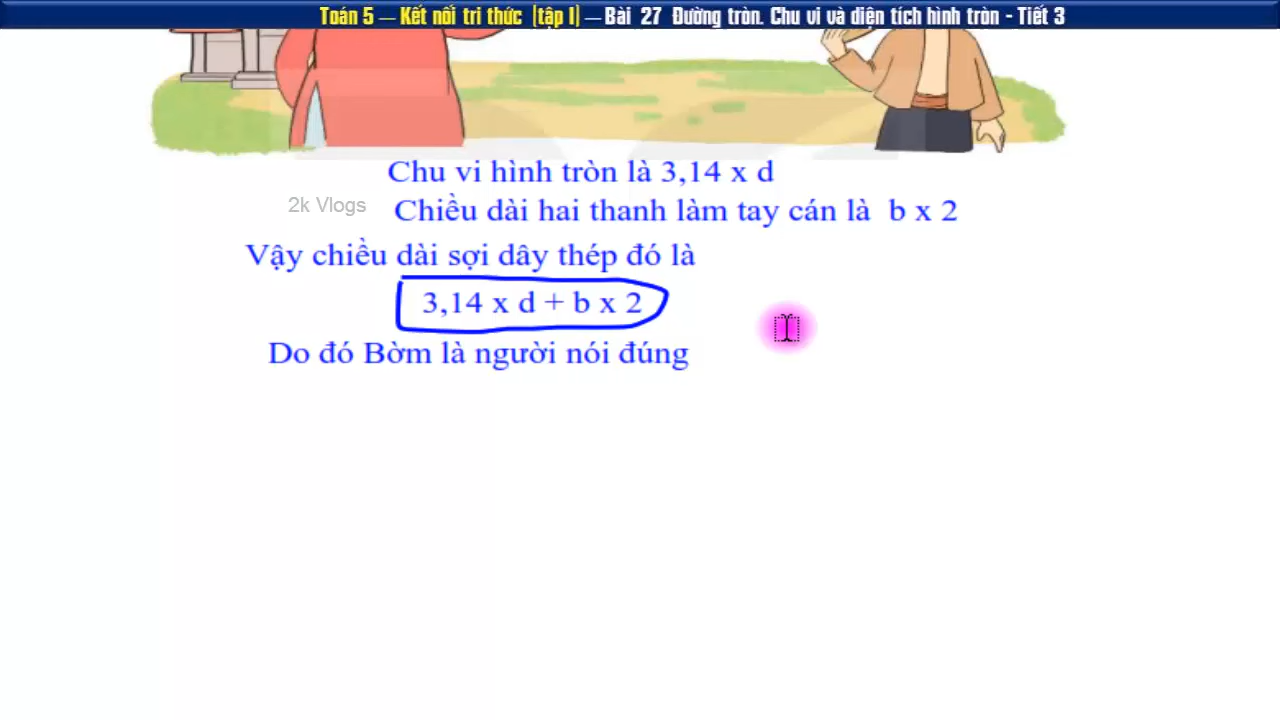 Toán 5 – Kết nối tri thức (tập 1) – Bài 27 Đường tròn. Chu vi và diện tích hình tròn - Tiết 3
Chu vi hình tròn là 3,14 x d
2k Vlogs
Chiều dài hai thanh làm tay cán là b x 2
Vậy chiều dài sợi dây thép đó là
3,14 x d + b x 2
Do đó Bờm là người nói đúng